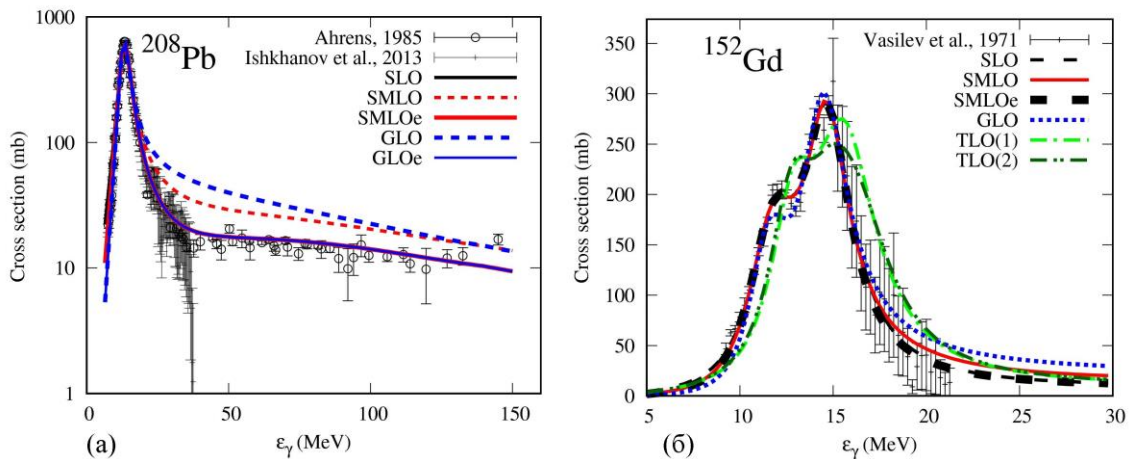 1000
100
10
1
Cross section (mb)
²⁰⁸Pb
Ahrens, 1985
Ishkhanov et al., 2013
SLO
SMLO
SMLOe
GLO
GLOe
0 50 100 150
(а)
εγ (MeV)
350
300
250
200
150
100
50
0
Cross section (mb)
¹⁵²Gd
Vasilev et al., 1971
SLO
SMLO
SMLOe
GLO
TLO(1)
TLO(2)
5 10 15 20 25 30
(б)
εγ (MeV)